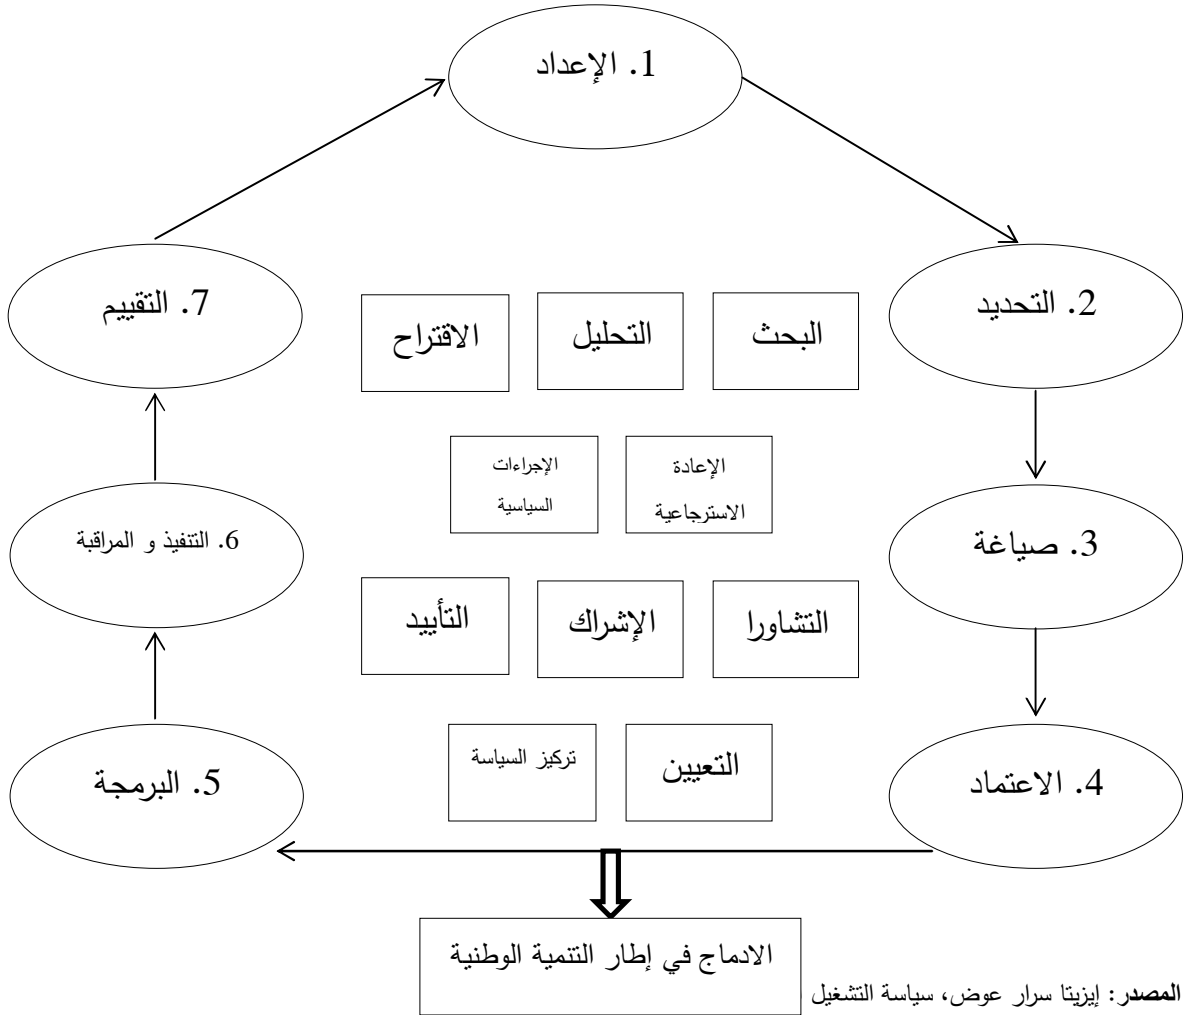 1. الإعداد
2. التحديد
7. التقييم
البحث
التحليل
الاقتراح
الإعادة
الاسترجاعية
الإجراءات
السياسية
3. صياغة
6. التنفيذ و المراقبة
التشاورا
الإشراك
التأييد
التعيين
تركيز السياسة
4. الاعتماد
5. البرمجة
الادماج في إطار التنمية الوطنية
المصدر: إيزيتا سرار عوض، سياسة التشغيل